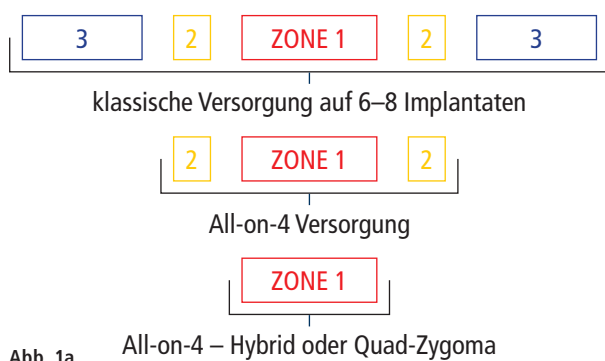 3 2 ZONE 1 2 3
klassische Versorgung auf 6–8 Implantaten
2 ZONE 1 2
All-on-4 Versorgung
ZONE 1
Abb. 1a All-on-4 – Hybrid oder Quad-Zygoma